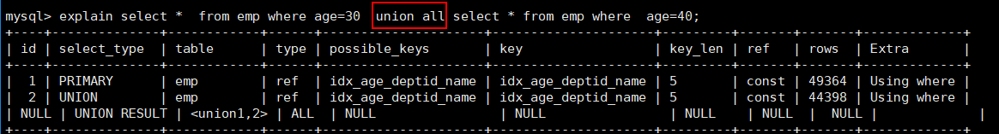 mysql> explain select *  from emp where age=30  union all select * from emp where  age=40;
+----+--------------+------------+------+---------------------+---------------------+---------+-------+-------+-------------+
| id | select_type  | table      | type | possible_keys       | key                 | key_len | ref   | rows  | Extra       |
+----+--------------+------------+------+---------------------+---------------------+---------+-------+-------+-------------+
|  1 | PRIMARY      | emp        | ref  | idx_age_deptid_name | idx_age_deptid_name | 5       | const | 49364 | Using where |
|  2 | UNION        | emp        | ref  | idx_age_deptid_name | idx_age_deptid_name | 5       | const | 44398 | Using where |
| NULL | UNION RESULT | <union1,2> | ALL  | NULL                | NULL                | NULL    | NULL  |  NULL |             |
+----+--------------+------------+------+---------------------+---------------------+---------+-------+-------+-------------+